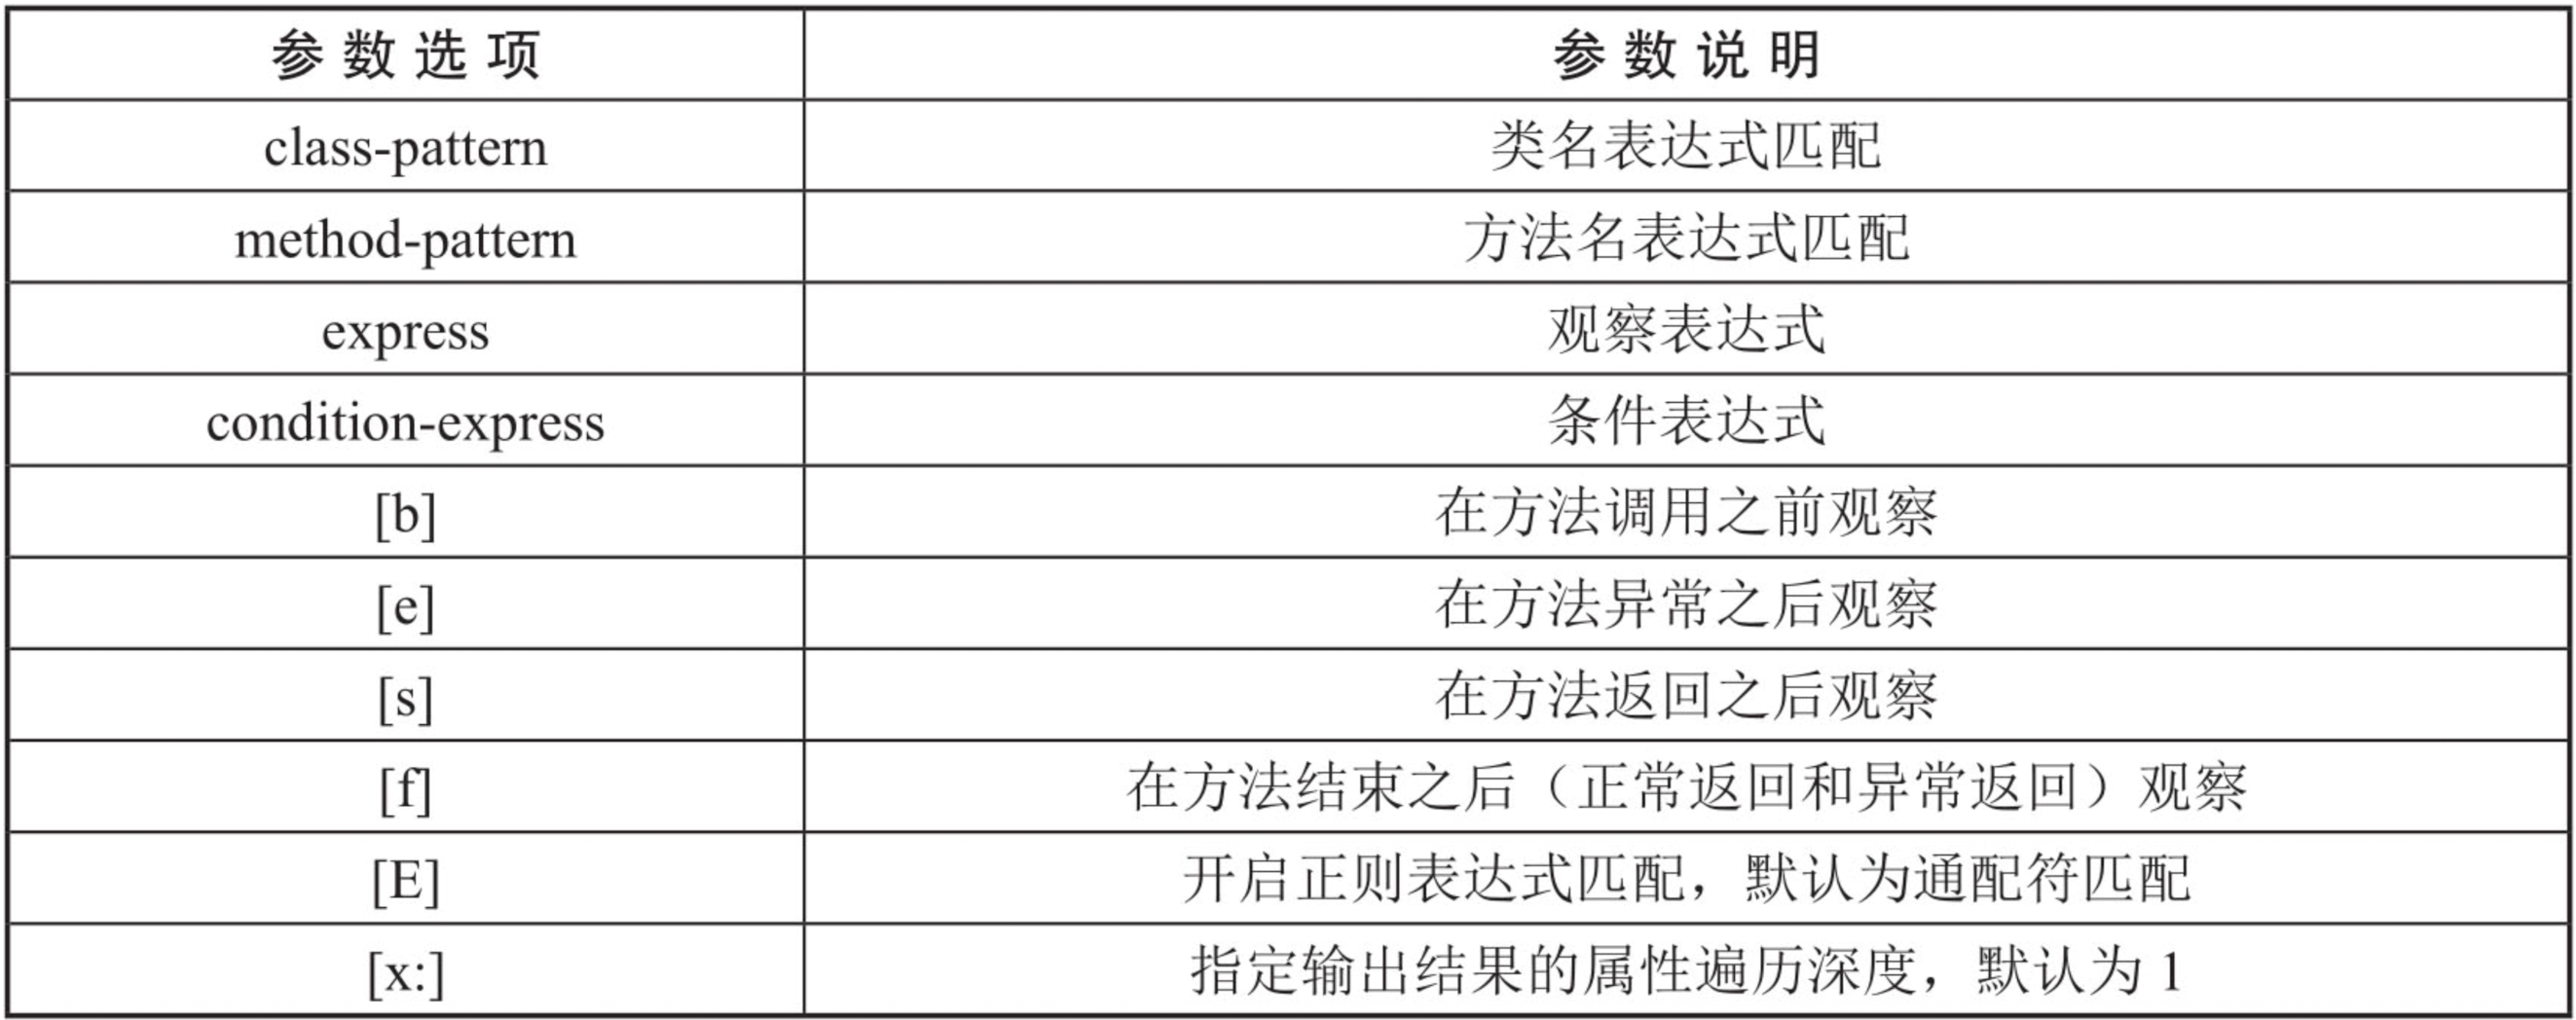 参数选项 参数说明
class-pattern 类名表达式匹配
method-pattern 方法名表达式匹配
express 观察表达式
condition-express 条件表达式
[b] 在方法调用之前观察
[e] 在方法异常之后观察
[s] 在方法返回之后观察
[f] 在方法结束之后（正常返回和异常返回）观察
[E] 开启正则表达式匹配，默认为通配符匹配
[x:] 指定输出结果的属性遍历深度，默认为 1